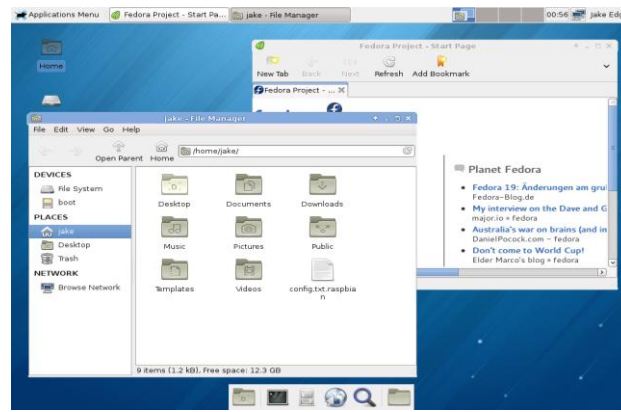 Applications Menu
Fedora Project - Start Pa...
jake - File Manager
00:56
Jake Edg
Home
Fedora Project - Start Page
New Tab Back Next Refresh Add Bookmark
Fedora Project - ...
Planet Fedora
Fedora 19: Änderungen am gru
Fedora-Blog.de
My interview on the Dave and G
major.io » fedora
Australia's war on brains (and in
DanielPocock.com - fedora
Don't come to World Cup!
Elder Marco's blog » fedora
jake - File Manager
File Edit View Go Help
Open Parent Home /home/jake/
DEVICES
File System
boot
PLACES
jake
Desktop
Trash
NETWORK
Browse Network
Desktop Documents Downloads
Music Pictures Public
Templates Videos config.txt.raspbia
n
9 items (1.2 kB), Free space: 12.3 GB